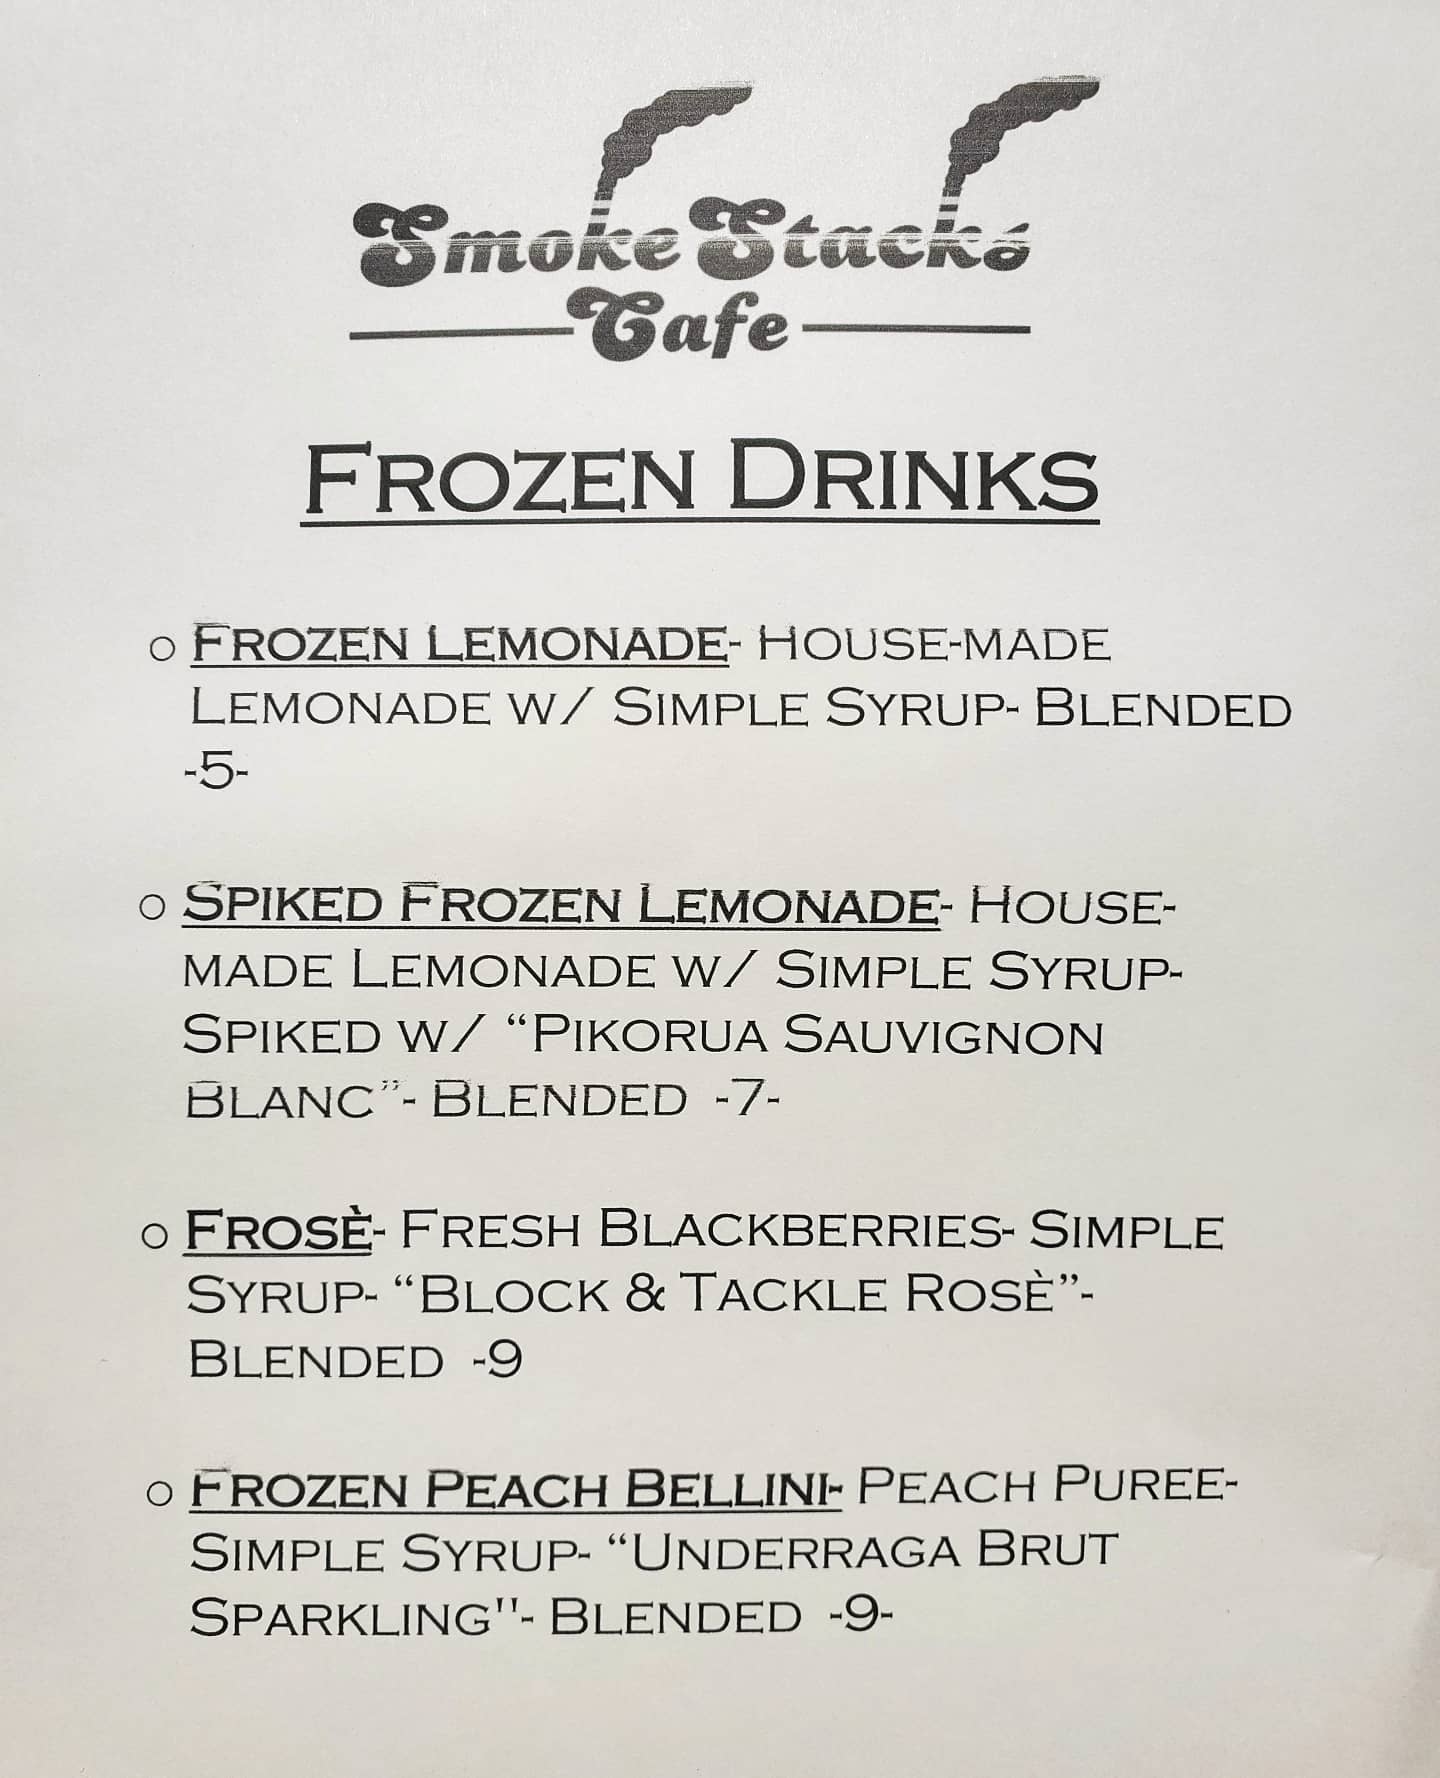 Smoke Stacks
Cafe
FROZEN DRINKS
○ FROZEN LEMONADE- HOUSE-MADE
LEMONADE W/ SIMPLE SYRUP- BLENDED
-5-
○ SPIKED FROZEN LEMONADE- HOUSE-
MADE LEMONADE W/ SIMPLE SYRUP-
SPIKED W/ “PIKORUA SAUVIGNON
BLANC”- BLENDED -7-
○ FROSÈ- FRESH BLACKBERRIES- SIMPLE
SYRUP- “BLOCK & TACKLE ROSÈ”-
BLENDED -9
○ FROZEN PEACH BELLINI- PEACH PUREE-
SIMPLE SYRUP- “UNDERRAGA BRUT
SPARKLING"- BLENDED -9-